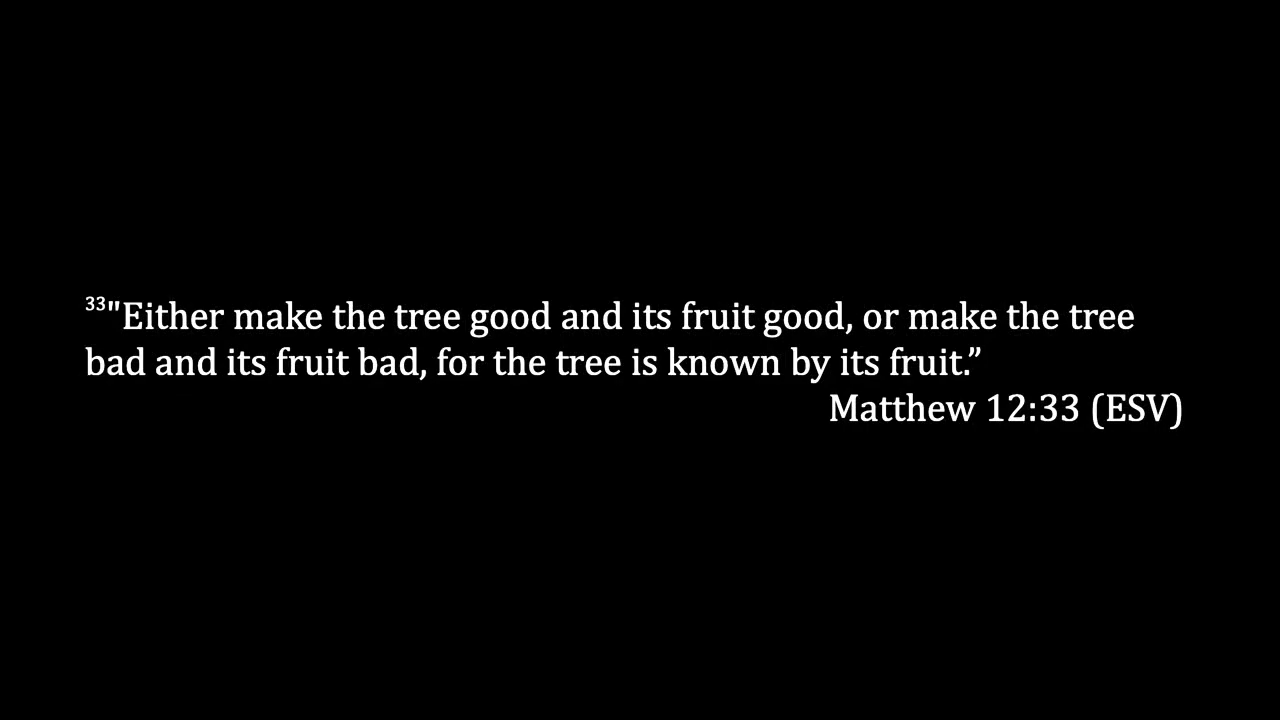 ³³"Either make the tree good and its fruit good, or make the tree
bad and its fruit bad, for the tree is known by its fruit.”
Matthew 12:33 (ESV)